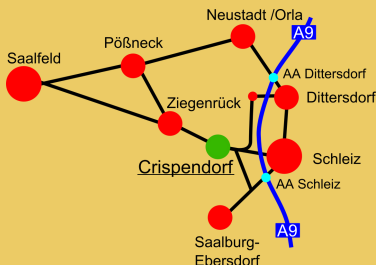 Neustadt /Orla
A9
Pößneck
Saalfeld
AA Dittersdorf
Dittersdorf
Ziegenrück
Crispendorf
Schleiz
AA Schleiz
A9
Saalburg-
Ebersdorf